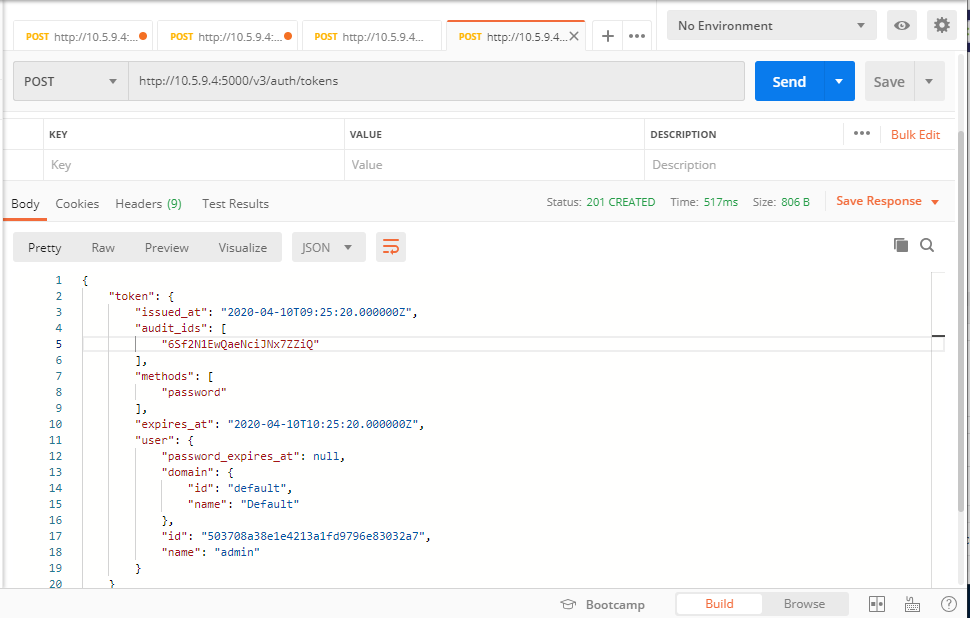 POST http://10.5.9.4:...
POST http://10.5.9.4:...
POST http://10.5.9.4...
POST http://10.5.9.4...
No Environment
POST
http://10.5.9.4:5000/v3/auth/tokens
Send
Save
KEY VALUE DESCRIPTION
Bulk Edit
Key Value Description
Body Cookies Headers (9) Test Results
Status: 201 CREATED Time: 517ms Size: 806 B
Save Response
Pretty Raw Preview Visualize JSON
1 {
2 "token": {
3 "issued_at": "2020-04-10T09:25:20.000000Z",
4 "audit_ids": [
5 "6Sf2N1EwQaeNciJNx7ZZiQ"
6 ],
7 "methods": [
8 "password"
9 ],
10 "expires_at": "2020-04-10T10:25:20.000000Z",
11 "user": {
12 "password_expires_at": null,
13 "domain": {
14 "id": "default",
15 "name": "Default"
16 },
17 "id": "503708a38e1e4213a1fd9796e83032a7",
18 "name": "admin"
19 }
20 }
Bootcamp
Build
Browse